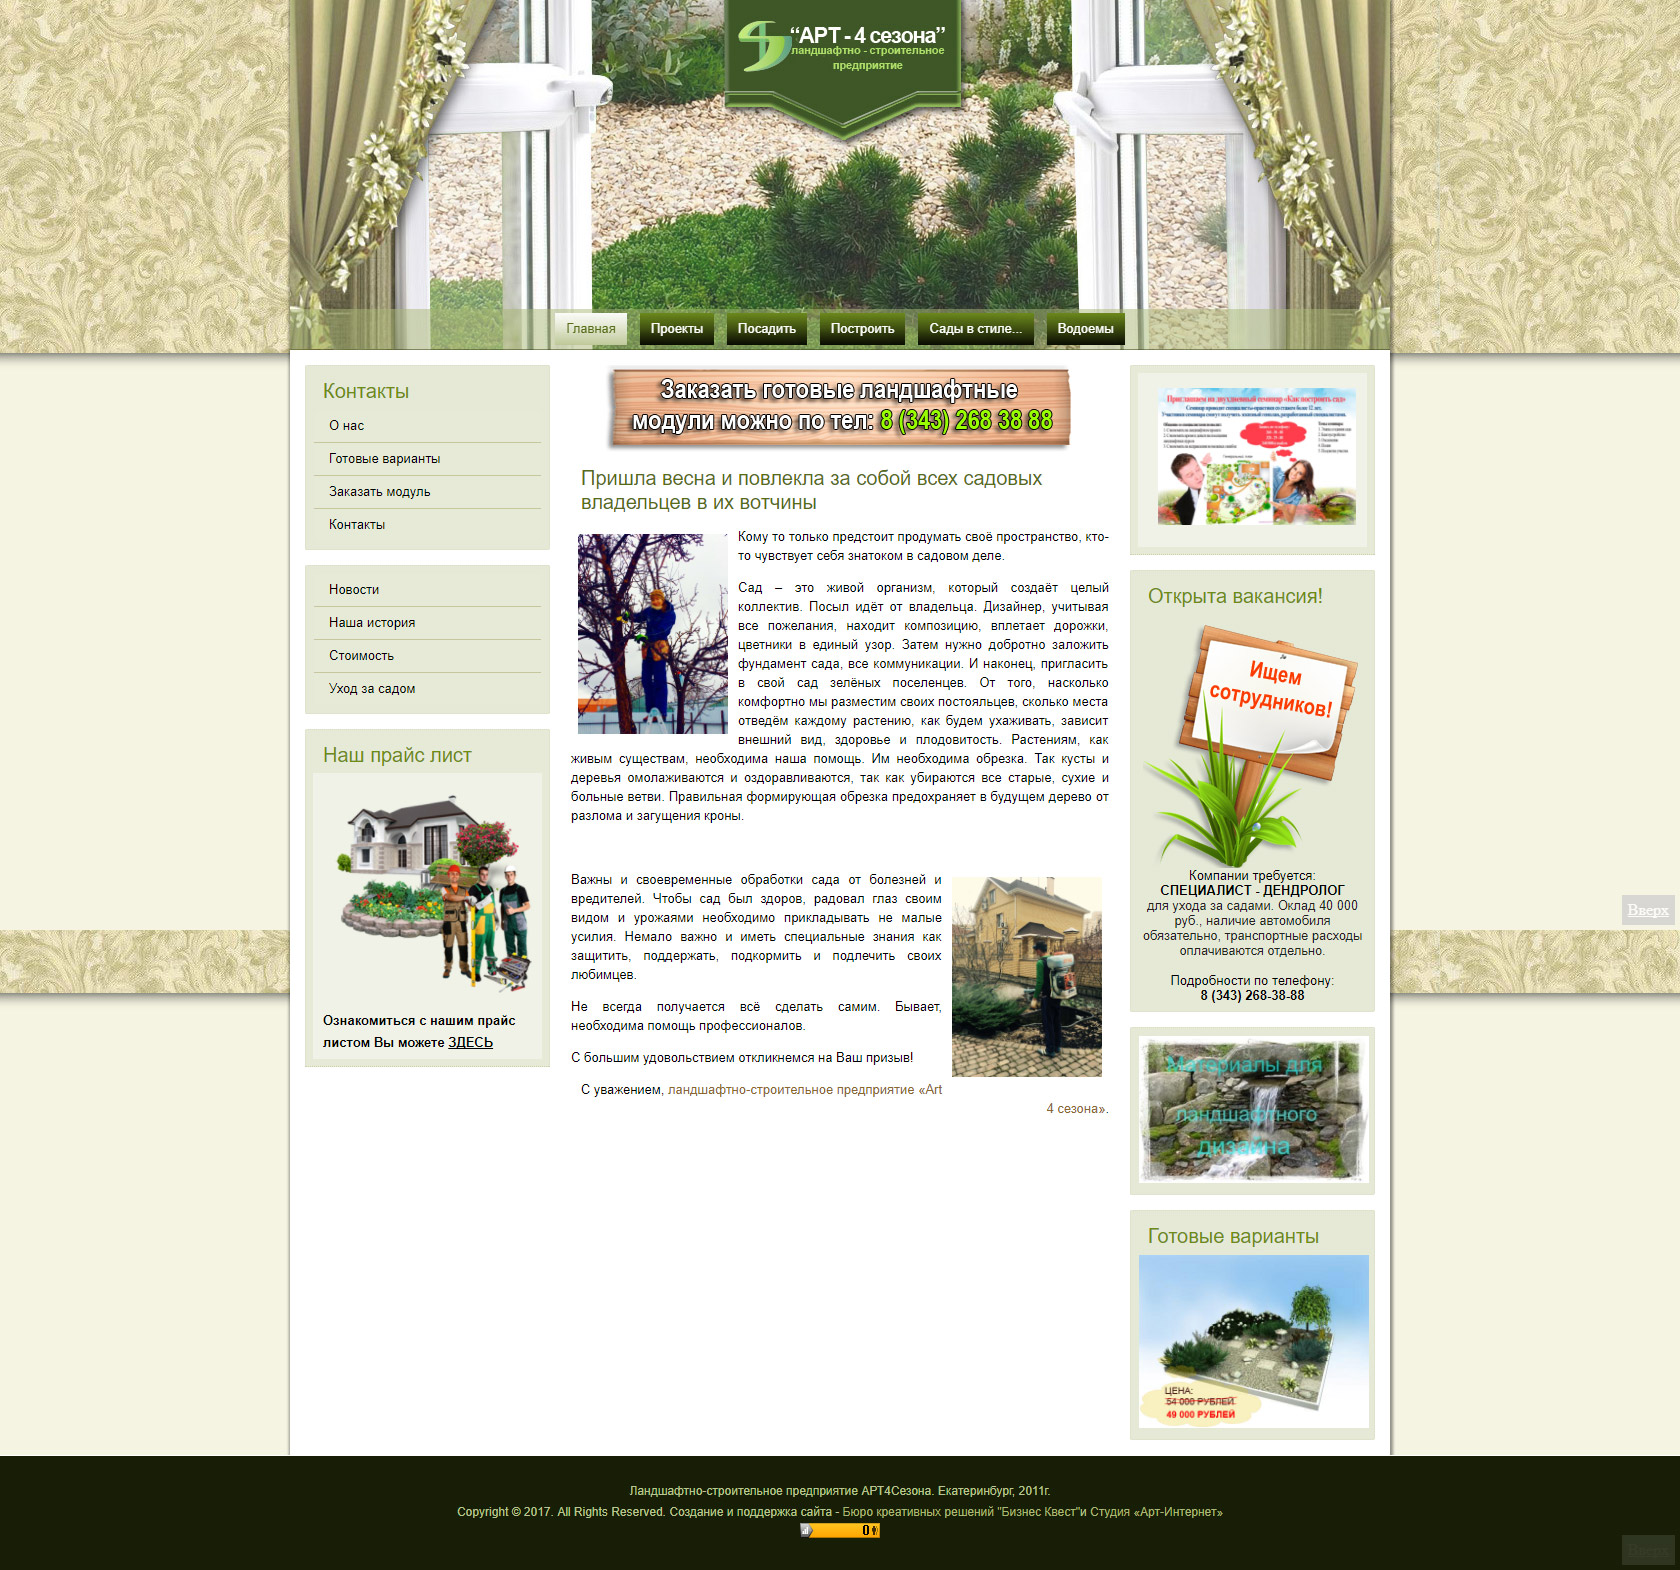 “АРТ - 4 сезона”
ландшафтно - строительное
предприятие
Главная
Проекты
Посадить
Построить
Сады в стиле...
Водоемы
Контакты
О нас
Готовые варианты
Заказать модуль
Контакты
Новости
Наша история
Стоимость
Уход за садом
Наш прайс лист
Ознакомиться с нашим прайс
листом Вы можете ЗДЕСЬ
Заказать готовые ландшафтные
модули можно по тел: 8 (343) 268 38 88
Пришла весна и повлекла за собой всех садовых
владельцев в их вотчины
Кому то только предстоит продумать своё пространство, кто-
то чувствует себя знатоком в садовом деле.
Сад – это живой организм, который создаёт целый
коллектив. Посыл идёт от владельца. Дизайнер, учитывая
все пожелания, находит композицию, вплетает дорожки,
цветники в единый узор. Затем нужно добротно заложить
фундамент сада, все коммуникации. И наконец, пригласить
в свой сад зелёных поселенцев. От того, насколько
комфортно мы разместим своих постояльцев, сколько места
отведём каждому растению, как будем ухаживать, зависит
внешний вид, здоровье и плодовитость. Растениям, как
живым существам, необходима наша помощь. Им необходима обрезка. Так кусты и
деревья омолаживаются и оздоравливаются, так как убираются все старые, сухие и
больные ветви. Правильная формирующая обрезка предохраняет в будущем дерево от
разлома и загущения кроны.
Важны и своевременные обработки сада от болезней и
вредителей. Чтобы сад был здоров, радовал глаз своим
видом и урожаями необходимо прикладывать не малые
усилия. Немало важно и иметь специальные знания как
защитить, поддержать, подкормить и подлечить своих
любимцев.
Не всегда получается всё сделать самим. Бывает,
необходима помощь профессионалов.
С большим удовольствием откликнемся на Ваш призыв!
С уважением, ландшафтно-строительное предприятие «Art
4 сезона».
Приглашаем на двухдневный семинар «Как построить сад»
Открыта вакансия!
Ищем
сотрудников!
Компании требуется:
СПЕЦИАЛИСТ - ДЕНДРОЛОГ
для ухода за садами. Оклад 40 000
руб., наличие автомобиля
обязательно, транспортные расходы
оплачиваются отдельно.
Подробности по телефону:
8 (343) 268-38-88
Материалы для
ландшафтного
дизайна
Готовые варианты
ЦЕНА:
54 000 РУБЛЕЙ
49 000 РУБЛЕЙ
Вверх
Ландшафтно-строительное предприятие АРТ4Сезона. Екатеринбург, 2011г.
Copyright © 2017. All Rights Reserved. Создание и поддержка сайта - Бюро креативных решений "Бизнес Квест"и Студия «Арт-Интернет»
0
Вверх